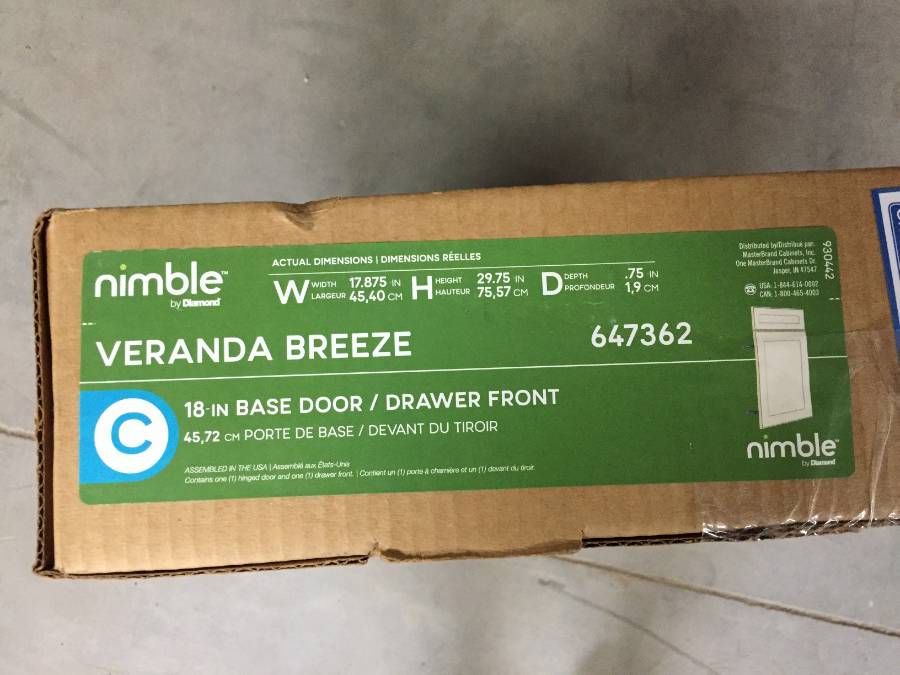 nimble™
by Diamond
ACTUAL DIMENSIONS | DIMENSIONS RÉELLES
W WIDTH 17.875 IN
LARGEUR 45,40 CM
H HEIGHT 29.75 IN
HAUTEUR 75,57 CM
D DEPTH .75 IN
PROFONDEUR 1,9 CM
Distributed by/Distribué par:
MasterBrand Cabinets, Inc.
One MasterBrand Cabinets Dr.
Jasper, IN 47547
USA: 1-844-614-0002
CAN: 1-800-465-4003
930442
VERANDA BREEZE
647362
C
18-IN BASE DOOR / DRAWER FRONT
45,72 CM PORTE DE BASE / DEVANT DU TIROIR
ASSEMBLED IN THE USA | Assemblé aux États-Unis
Contains one (1) hinged door and one (1) drawer front. | Contient un (1) porte à charnière et un (1) devant du tiroir.
nimble™
by Diamond